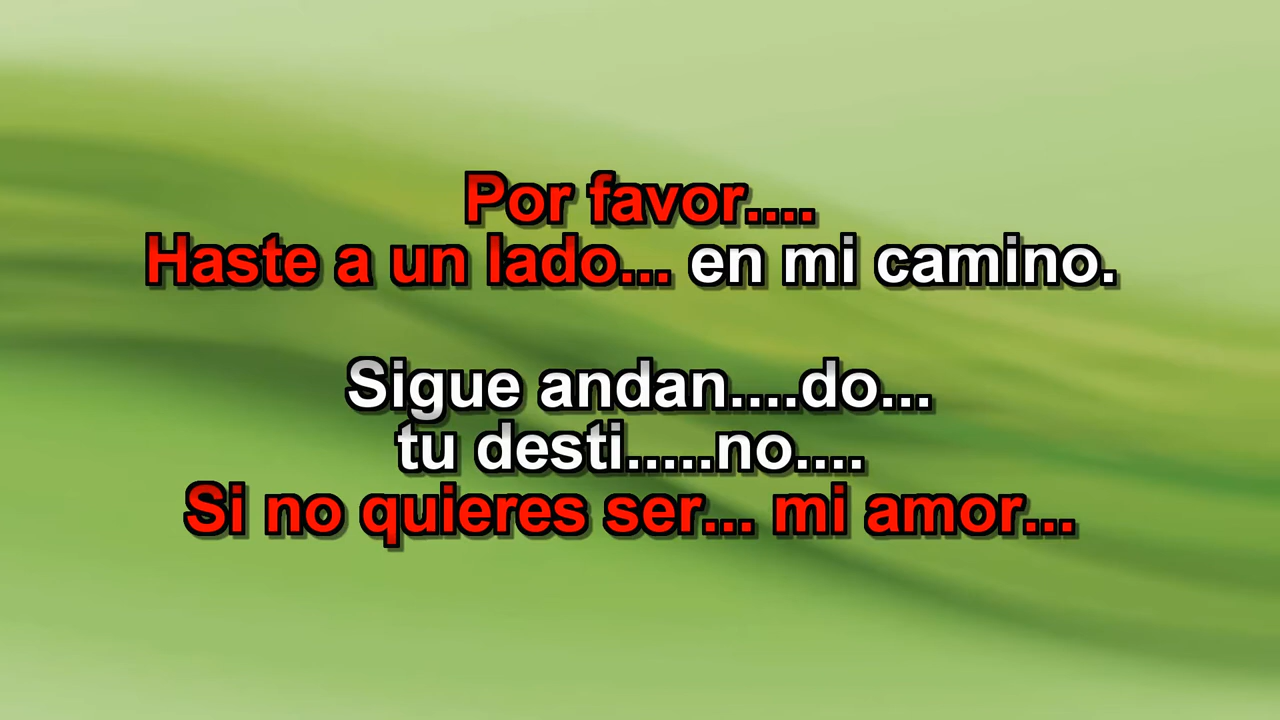 Por favor....
Haste a un lado... en mi camino.
Sigue andan....do...
tu desti.....no....
Si no quieres ser... mi amor...